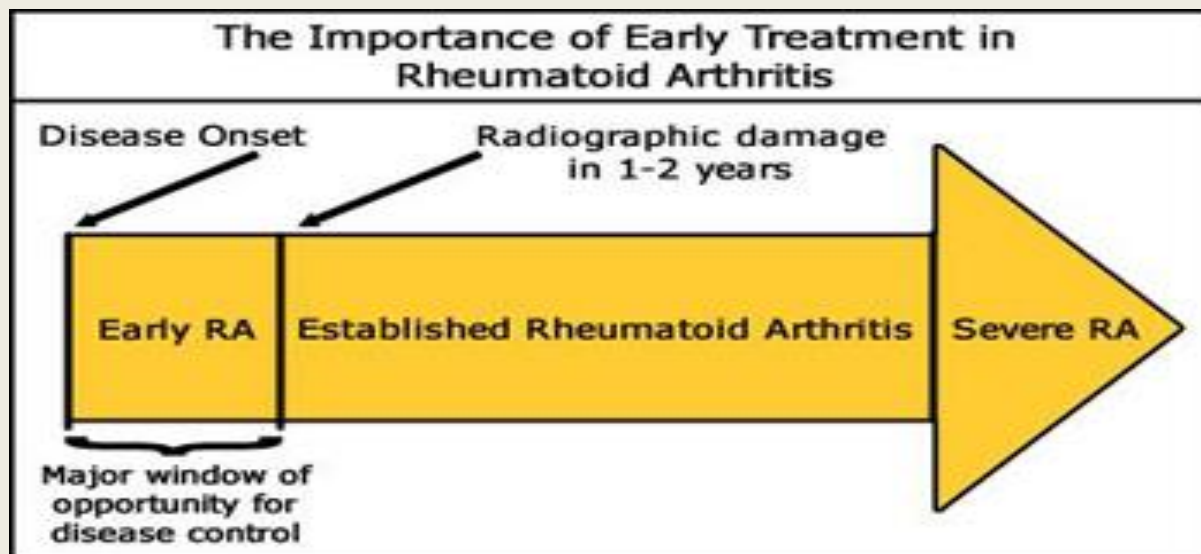 The Importance of Early Treatment in
Rheumatoid Arthritis
Disease Onset
Radiographic damage
in 1-2 years
Early RA
Established Rheumatoid Arthritis
Severe RA
Major window of
opportunity for
disease control